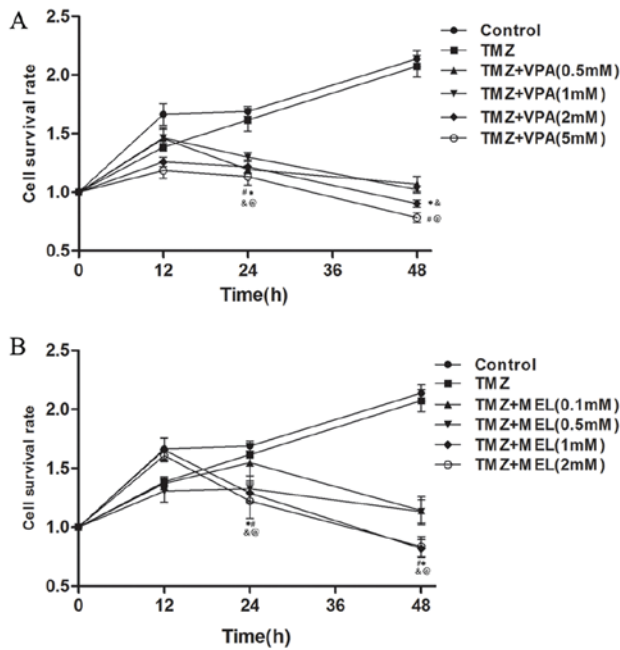 A
2.5
2.0
1.5
1.0
0.5
Cell survival rate
0 12 24 36 48
Time(h)
Control
TMZ
TMZ+VPA(0.5mM)
TMZ+VPA(1mM)
TMZ+VPA(2mM)
TMZ+VPA(5mM)
#*
&@
*&
#@
B
2.5
2.0
1.5
1.0
0.5
Cell survival rate
0 12 24 36 48
Time(h)
Control
TMZ
TMZ+MEL(0.1mM)
TMZ+MEL(0.5mM)
TMZ+MEL(1mM)
TMZ+MEL(2mM)
*#
&@
#*
&@